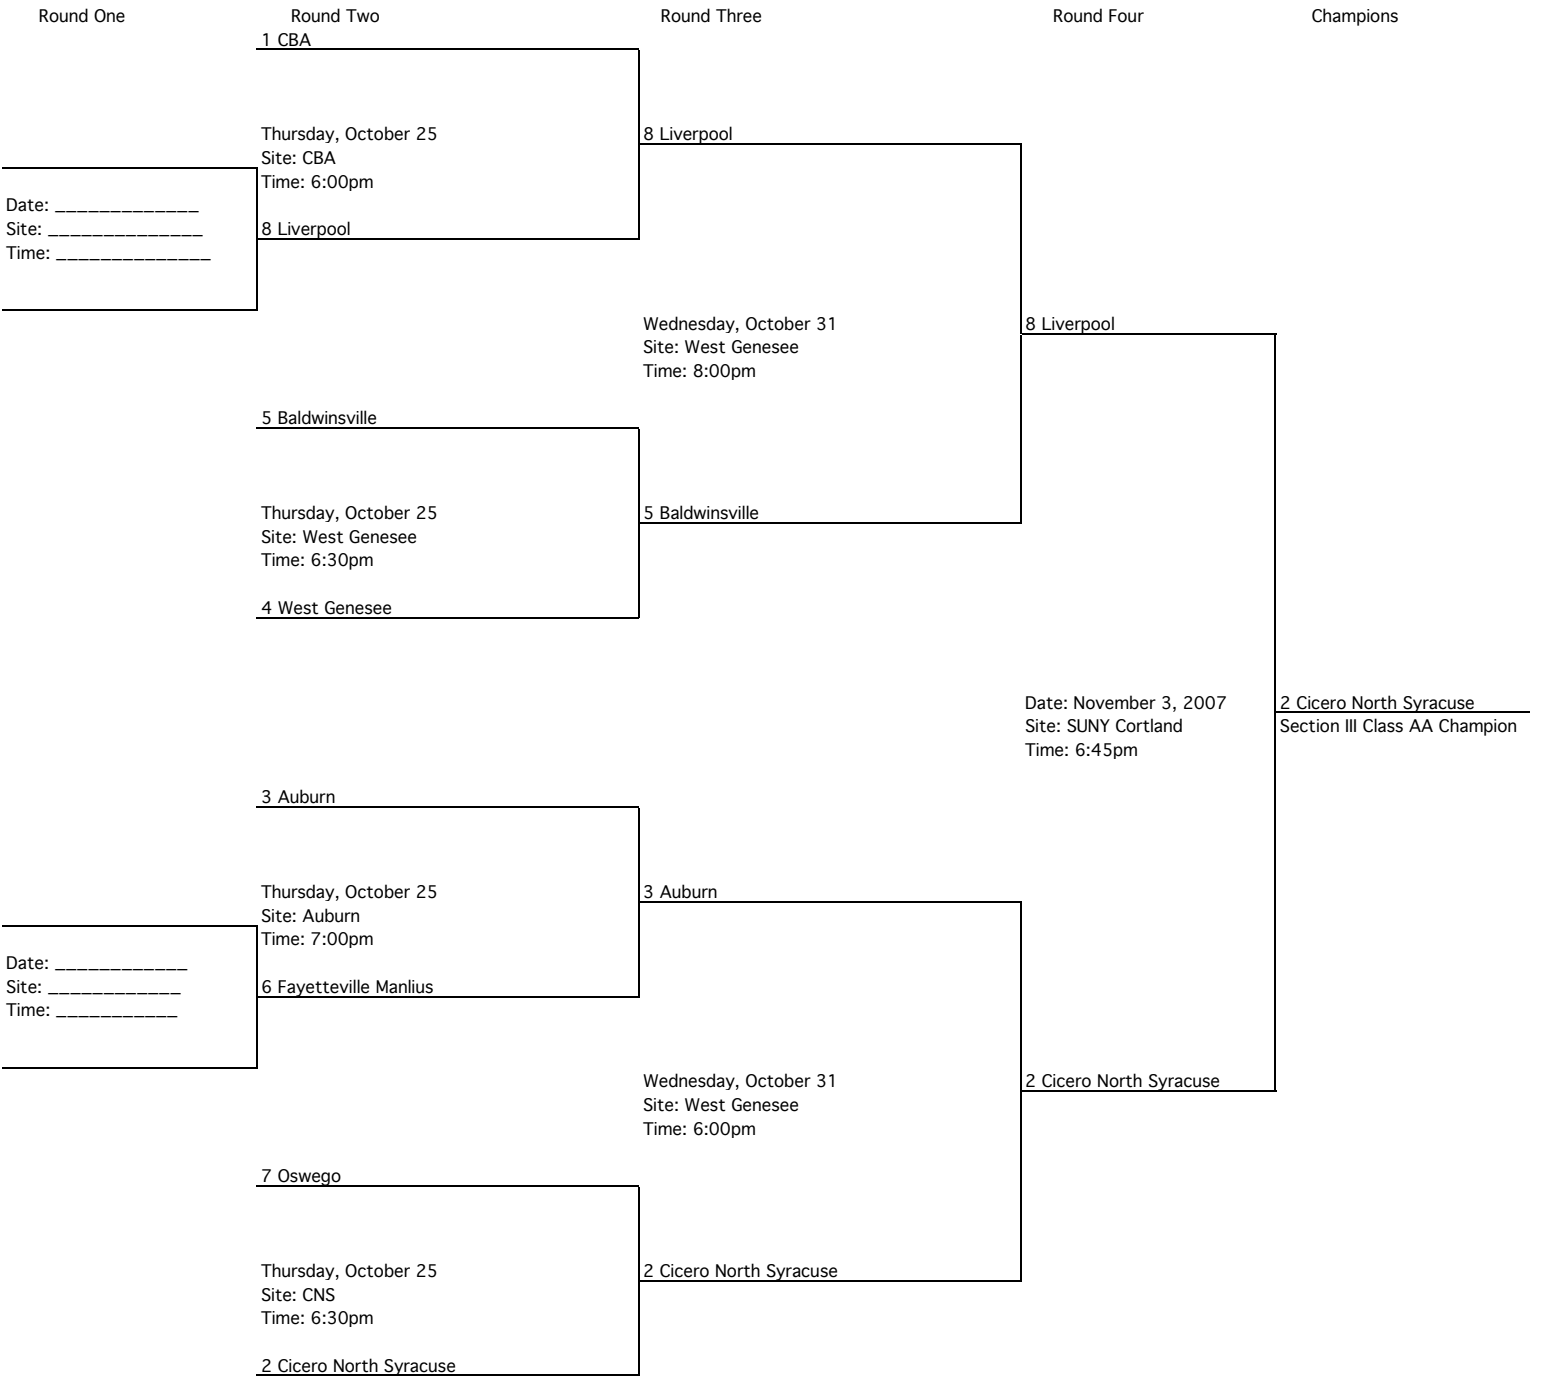 Round One
Round Two
Round Three
Round Four
Champions
1 CBA
Thursday, October 25
Site: CBA
Time: 6:00pm
8 Liverpool
Date: _____________
Site: ______________
Time: ______________
8 Liverpool
Wednesday, October 31
Site: West Genesee
Time: 8:00pm
8 Liverpool
5 Baldwinsville
Thursday, October 25
Site: West Genesee
Time: 6:30pm
5 Baldwinsville
4 West Genesee
Date: November 3, 2007
Site: SUNY Cortland
Time: 6:45pm
2 Cicero North Syracuse
Section III Class AA Champion
3 Auburn
Thursday, October 25
Site: Auburn
Time: 7:00pm
3 Auburn
Date: ____________
Site: ____________
Time: ___________
6 Fayetteville Manlius
Wednesday, October 31
Site: West Genesee
Time: 6:00pm
2 Cicero North Syracuse
7 Oswego
Thursday, October 25
Site: CNS
Time: 6:30pm
2 Cicero North Syracuse
2 Cicero North Syracuse